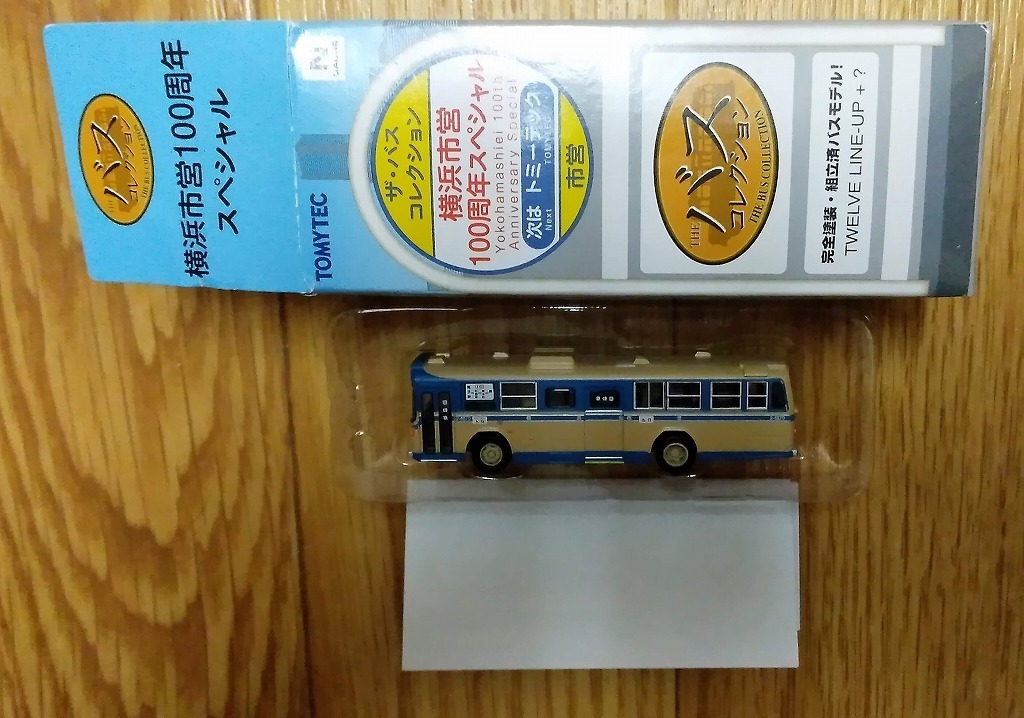 バス
コレクション
THE BUS COLLECTION
横浜市営100周年
スペシャル
N
TOMYTEC
ザ・バス
コレクション
横浜市営
100周年スペシャル
Yokohamashiei 100th
Anniversary Special
次は トミーテック
Next TOMYTEC
市営
THE
バス
コレクション
THE BUS COLLECTION
完全塗装・組立済バスモデル!
TWELVE LINE-UP + ?